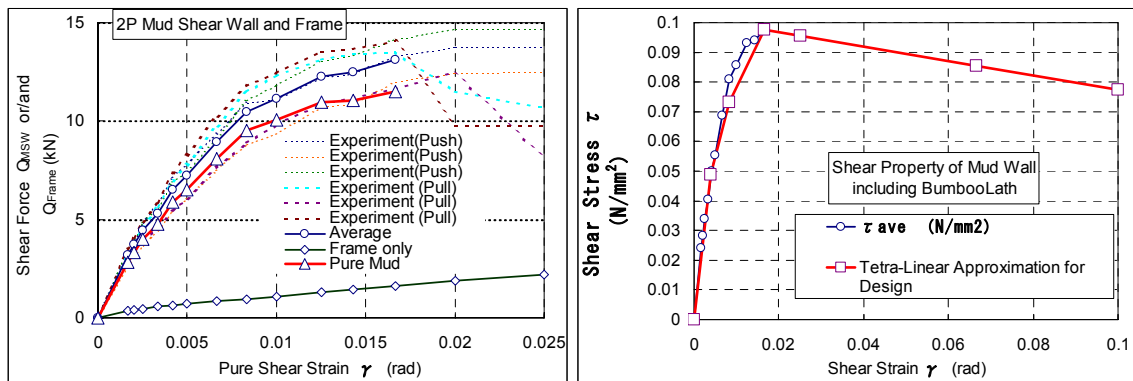 2P Mud Shear Wall and Frame
Shear Force Q_MSW or/and
Q_Frame (kN)
15
10
5
0
Experiment(Push)
Experiment(Push)
Experiment(Push)
Experiment (Pull)
Experiment (Pull)
Experiment (Pull)
Average
Frame only
Pure Mud
0 0.005 0.01 0.015 0.02 0.025
Pure Shear Strain γ (rad)
Shear Stress τ
(N/mm²)
0.1
0.09
0.08
0.07
0.06
0.05
0.04
0.03
0.02
0.01
0
Shear Property of Mud Wall
including BumbooLath
τ ave (N/mm2)
Tetra-Linear Approximation for
Design
0 0.02 0.04 0.06 0.08 0.1
Shear Strain γ (rad)